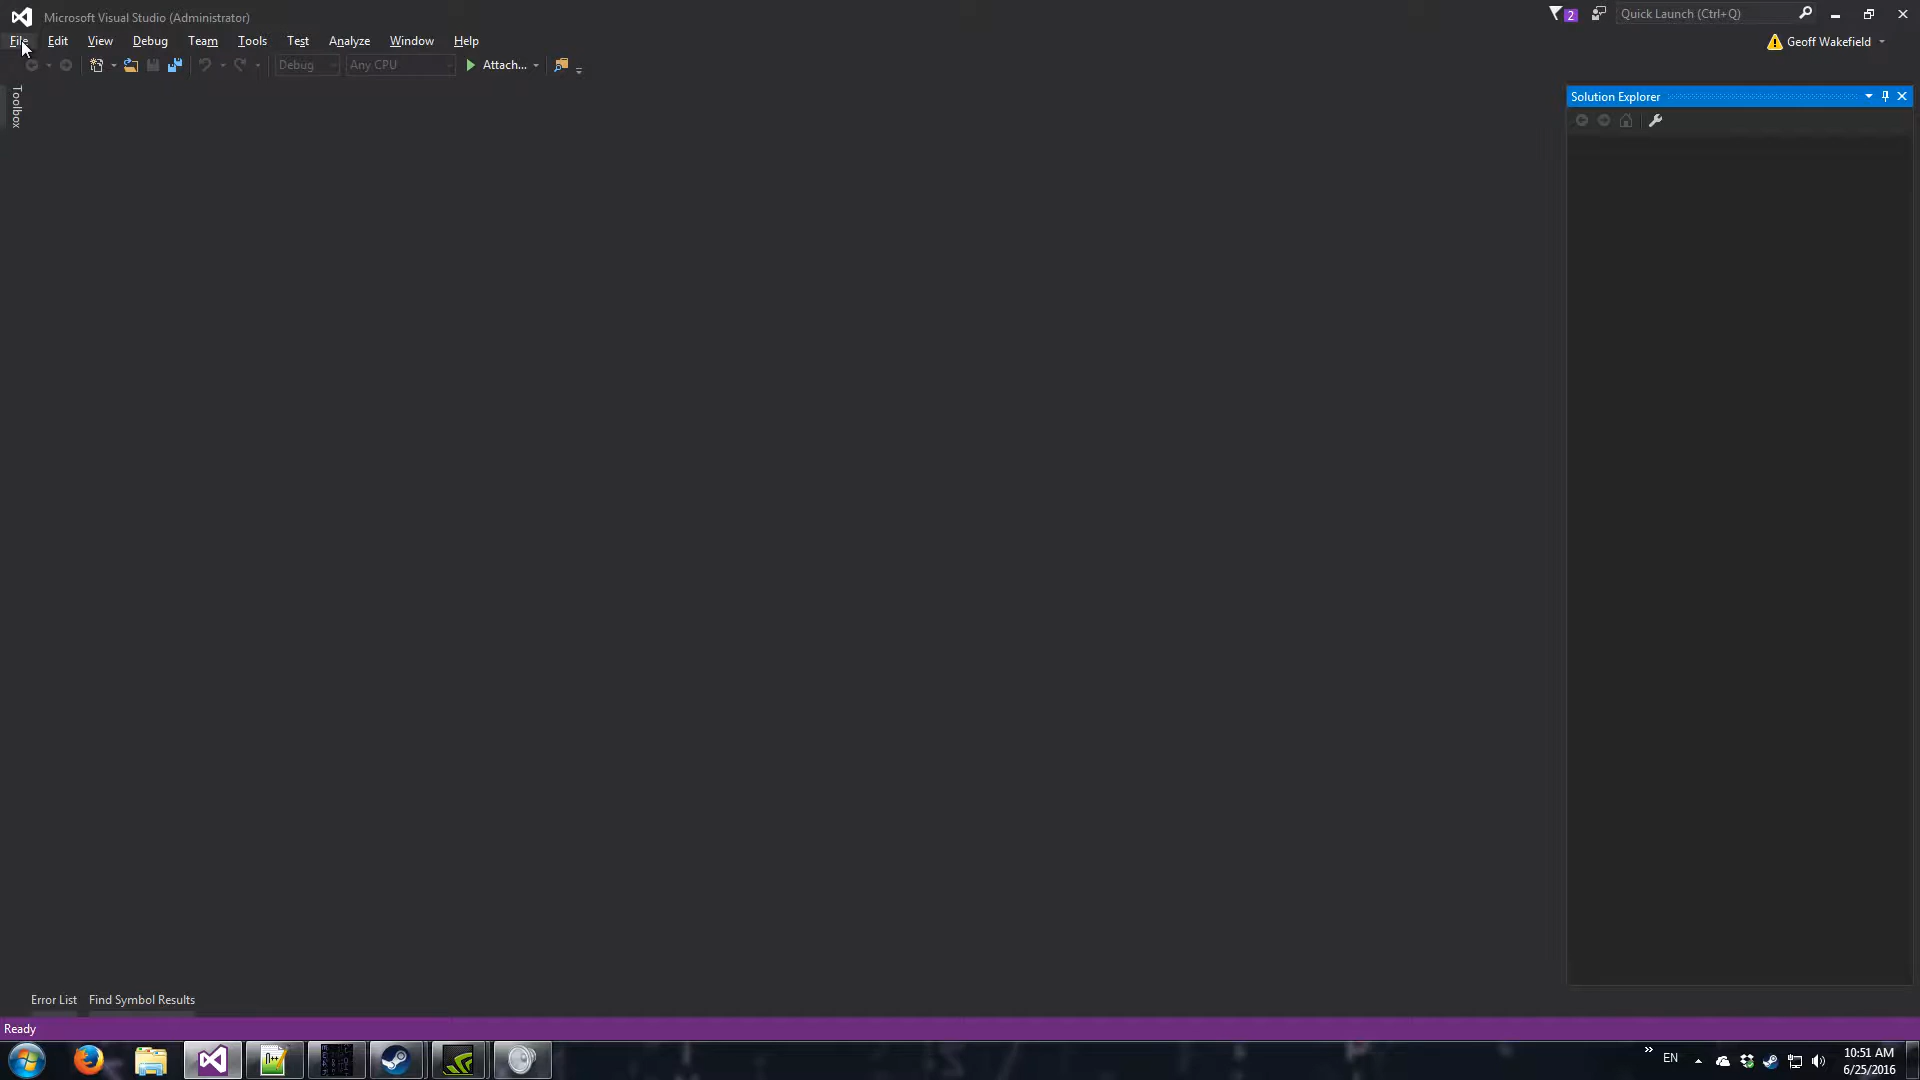 Microsoft Visual Studio (Administrator)
2
Quick Launch (Ctrl+Q)
File Edit View Debug Team Tools Test Analyze Window Help
Geoff Wakefield
Debug Any CPU Attach...
Toolbox
Solution Explorer
Error List Find Symbol Results
Ready
n++
EN
10:51 AM
6/25/2016